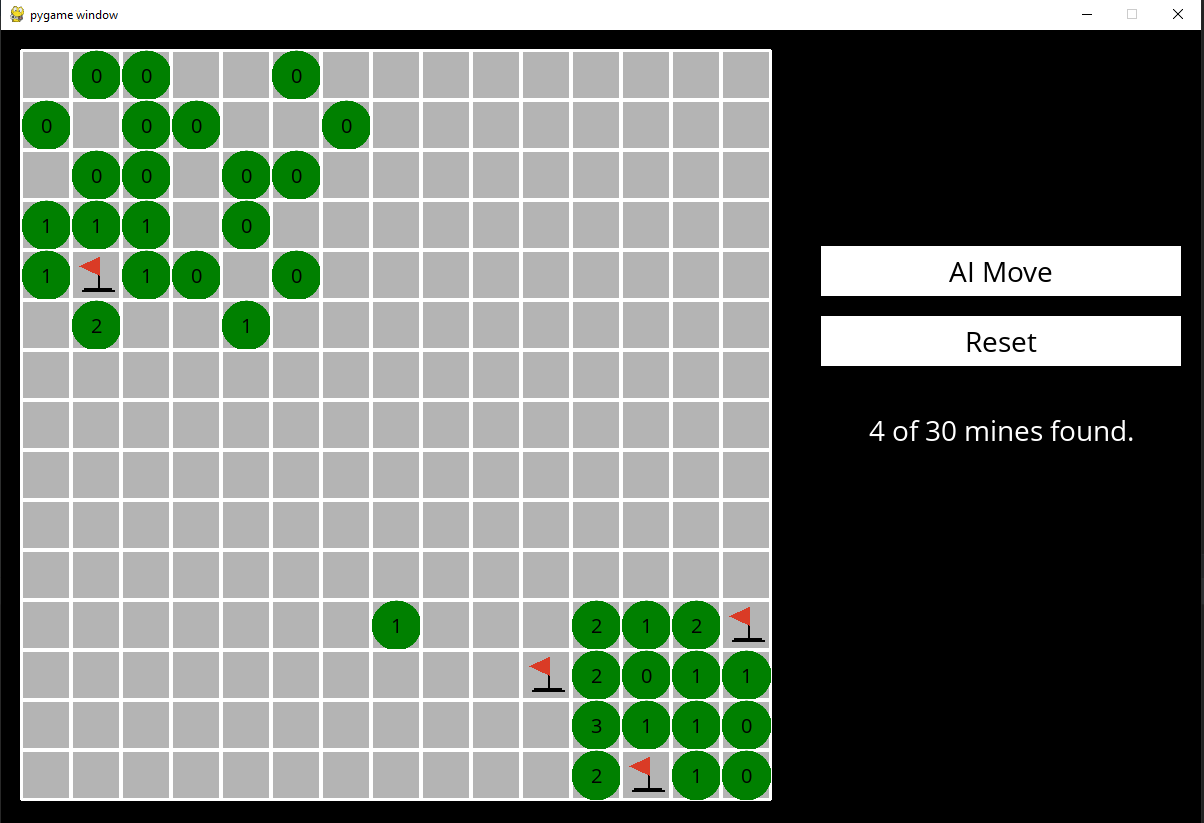 pygame window
0 0 0
0 0 0 0
0 0 0 0
1 1 1 0
1 1 0 0
2 1
AI Move
Reset
4 of 30 mines found.
1 2 1 2
2 0 1 1
3 1 1 0
2 1 0